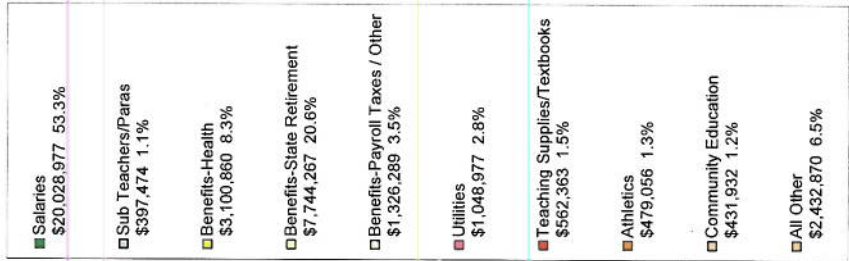 Salaries
$20,028,977 53.3%
Sub Teachers/Paras
$397,474 1.1%
Benefits-Health
$3,100,860 8.3%
Benefits-State Retirement
$7,744,267 20.6%
Benefits-Payroll Taxes / Other
$1,326,289 3.5%
Utilities
$1,048,977 2.8%
Teaching Supplies/Textbooks
$562,363 1.5%
Athletics
$479,056 1.3%
Community Education
$431,932 1.2%
All Other
$2,432,870 6.5%